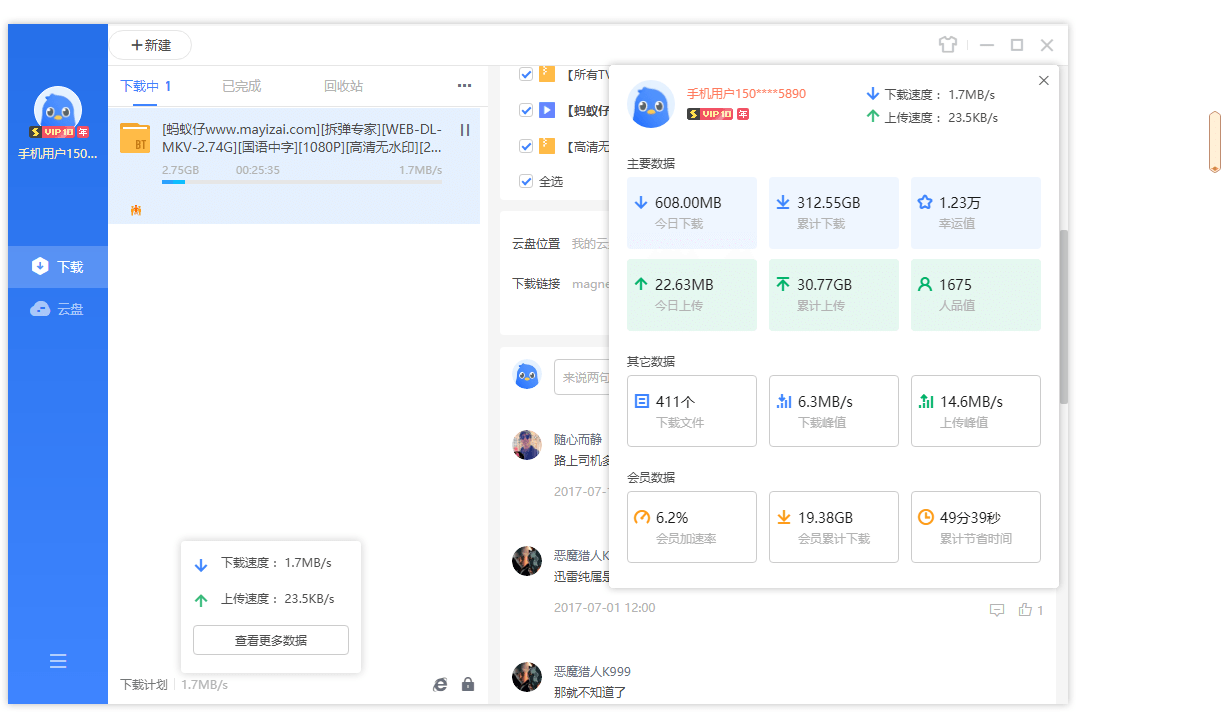 新建
下载中 1
已完成
回收站
手机用户150...
VIP 10 年
下载
云盘
BT
[蚂蚁仔www.mayizai.com][拆弹专家][WEB-DL-
MKV-2.74G][国语中字][1080P][高清无水印][2...
2.75GB
00:25:35
1.7MB/s
下载速度： 1.7MB/s
上传速度： 23.5KB/s
查看更多数据
下载计划
1.7MB/s
【所有TV
【蚂蚁仔
【高清无
全选
云盘位置 我的云
下载链接 magne
来说两句
随心而静
路上司机多
2017-07-
恶魔猎人K
迅雷纯属是
2017-07-01 12:00
1
恶魔猎人K999
那就不知道了
手机用户150****5890
VIP 10 年
下载速度： 1.7MB/s
上传速度： 23.5KB/s
主要数据
608.00MB
今日下载
312.55GB
累计下载
1.23万
幸运值
22.63MB
今日上传
30.77GB
累计上传
1675
人品值
其它数据
411个
下载文件
6.3MB/s
下载峰值
14.6MB/s
上传峰值
会员数据
6.2%
会员加速率
19.38GB
会员累计下载
49分39秒
累计节省时间